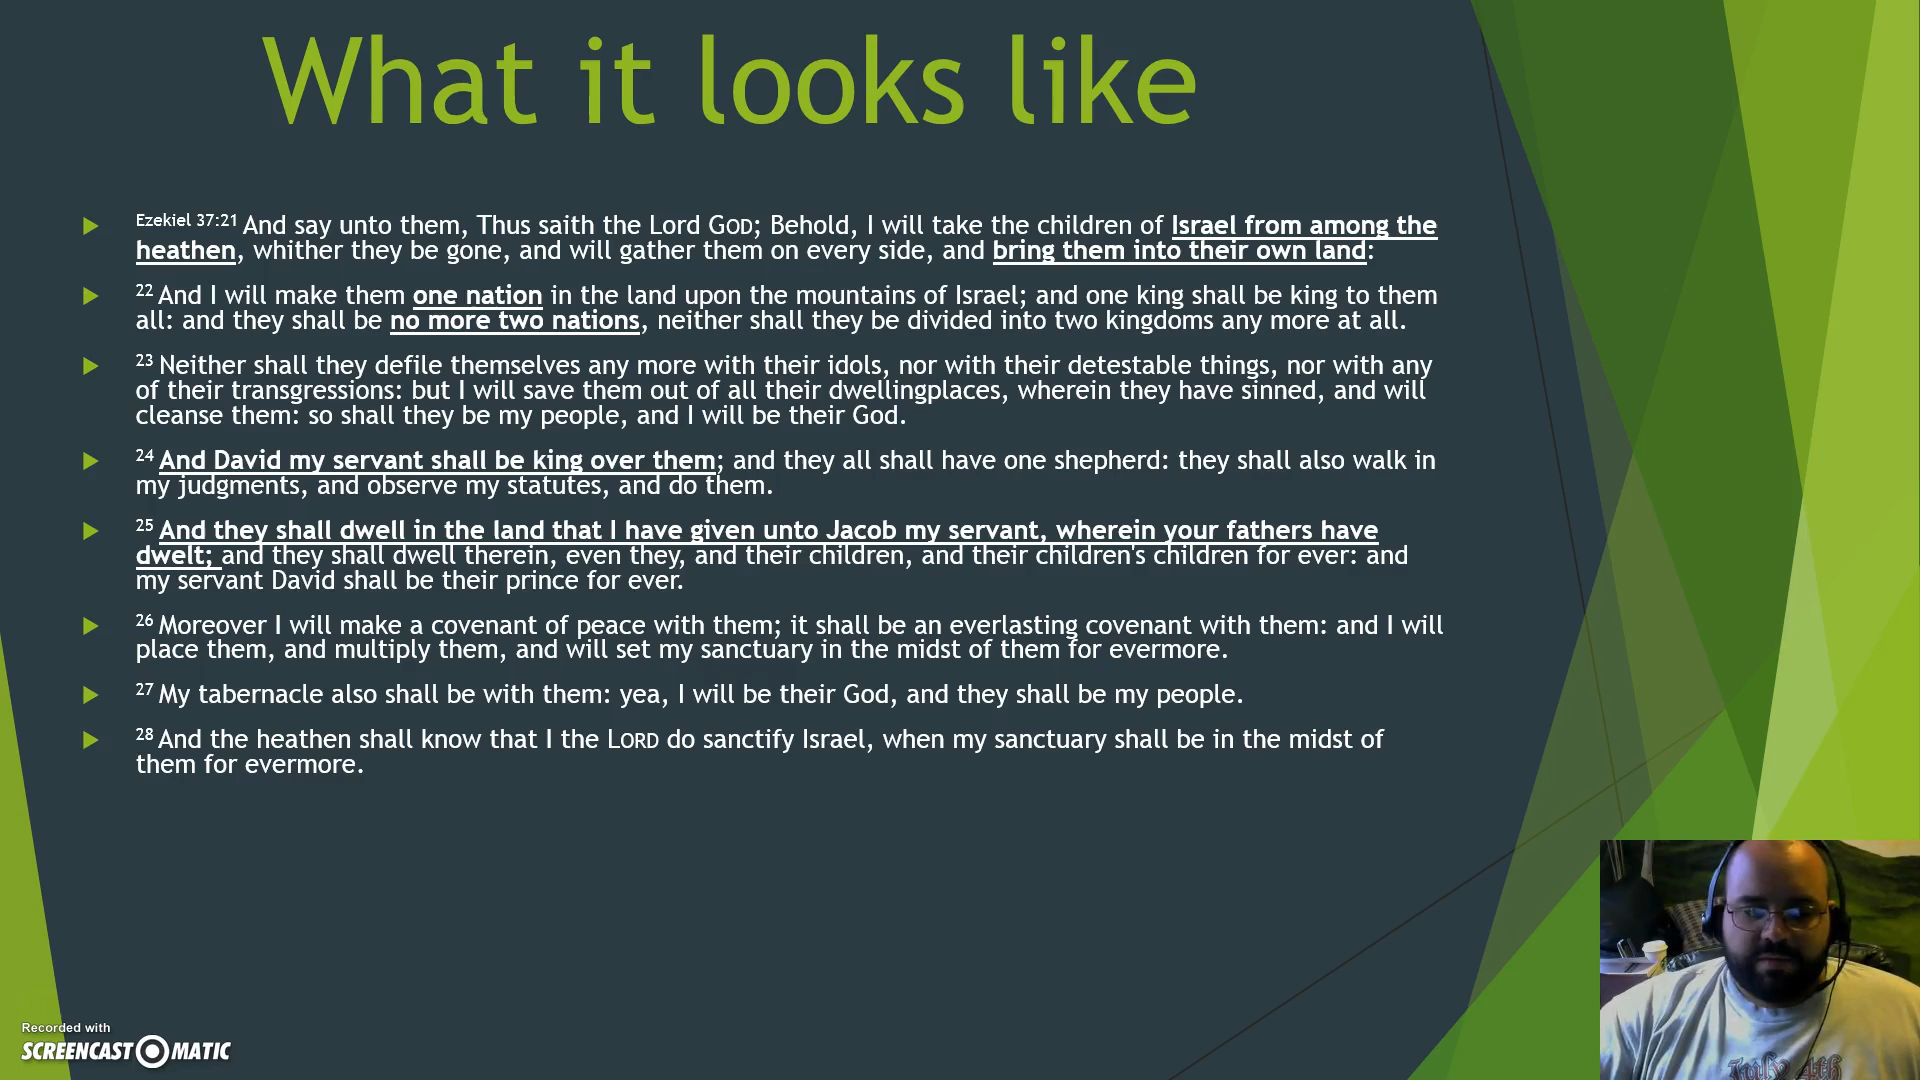 What it looks like
Ezekiel 37:21 And say unto them, Thus saith the Lord GOD; Behold, I will take the children of Israel from among the
heathen, whither they be gone, and will gather them on every side, and bring them into their own land:
22 And I will make them one nation in the land upon the mountains of Israel; and one king shall be king to them
all: and they shall be no more two nations, neither shall they be divided into two kingdoms any more at all.
23 Neither shall they defile themselves any more with their idols, nor with their detestable things, nor with any
of their transgressions: but I will save them out of all their dwellingplaces, wherein they have sinned, and will
cleanse them: so shall they be my people, and I will be their God.
24 And David my servant shall be king over them; and they all shall have one shepherd: they shall also walk in
my judgments, and observe my statutes, and do them.
25 And they shall dwell in the land that I have given unto Jacob my servant, wherein your fathers have
dwelt; and they shall dwell therein, even they, and their children, and their children's children for ever: and
my servant David shall be their prince for ever.
26 Moreover I will make a covenant of peace with them; it shall be an everlasting covenant with them: and I will
place them, and multiply them, and will set my sanctuary in the midst of them for evermore.
27 My tabernacle also shall be with them: yea, I will be their God, and they shall be my people.
28 And the heathen shall know that I the LORD do sanctify Israel, when my sanctuary shall be in the midst of
them for evermore.
Recorded with
SCREENCAST MATIC
July 4th